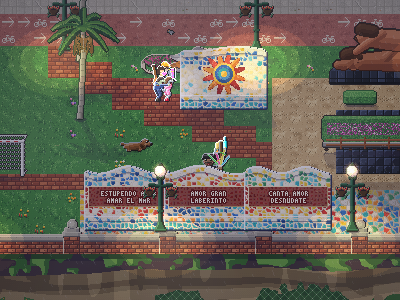 ESTUPENDO
AMAR EL MAR
AMOR GRAN
LABERINTO
CANTA AMOR
DESNUDATE